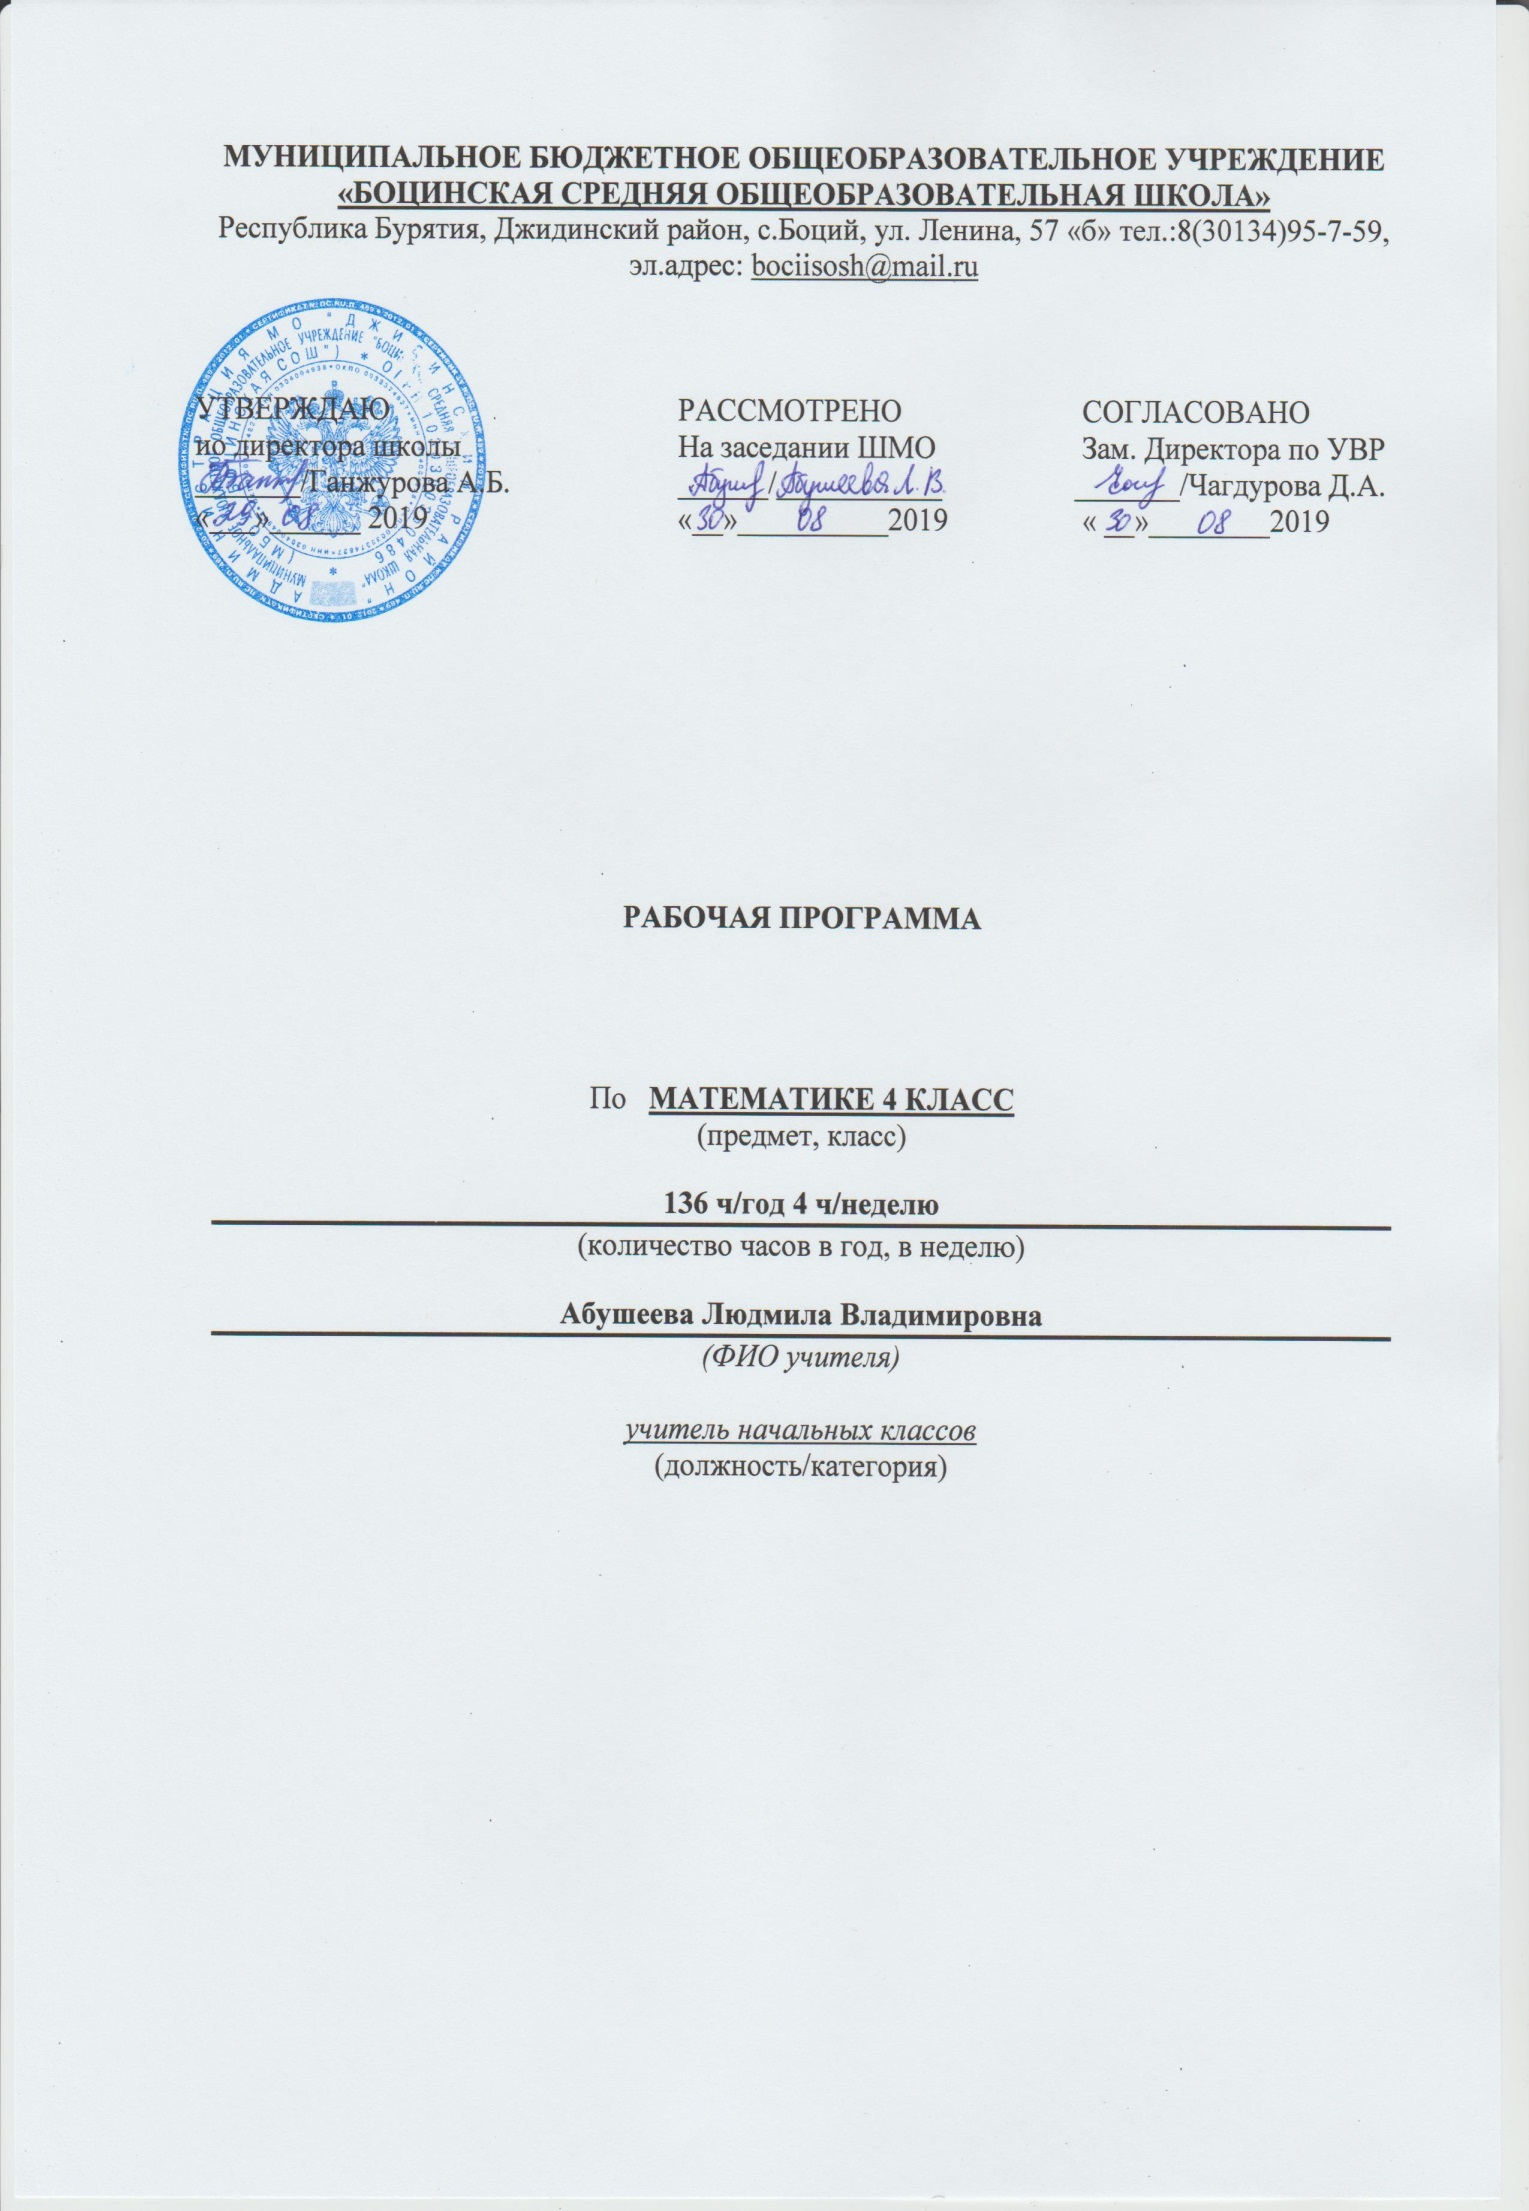 МУНИЦИПАЛЬНОЕ БЮДЖЕТНОЕ ОБЩЕОБРАЗОВАТЕЛЬНОЕ УЧРЕЖДЕНИЕ
«БОЦИНСКАЯ СРЕДНЯЯ ОБЩЕОБРАЗОВАТЕЛЬНАЯ ШКОЛА»
Республика Бурятия, Джидинский район, с.Боций, ул. Ленина, 57 «б» тел.:8(30134)95-7-59,
эл.адрес: bociisosh@mail.ru
УТВЕРЖДАЮ
ио директора школы
/Ганжурова А.Б.
«29» 08 2019
РАССМОТРЕНО
На заседании ШМО
/Абушеева Л.В.
«30» 08 2019
СОГЛАСОВАНО
Зам. Директора по УВР
/Чагдурова Д.А.
«30» 08 2019
РАБОЧАЯ ПРОГРАММА
По МАТЕМАТИКЕ 4 КЛАСС
(предмет, класс)
136 ч/год 4 ч/неделю
(количество часов в год, в неделю)
Абушеева Людмила Владимировна
(ФИО учителя)
учитель начальных классов
(должность/категория)